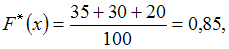 F*(x) = (35 + 30 + 20)/100 = 0,85,